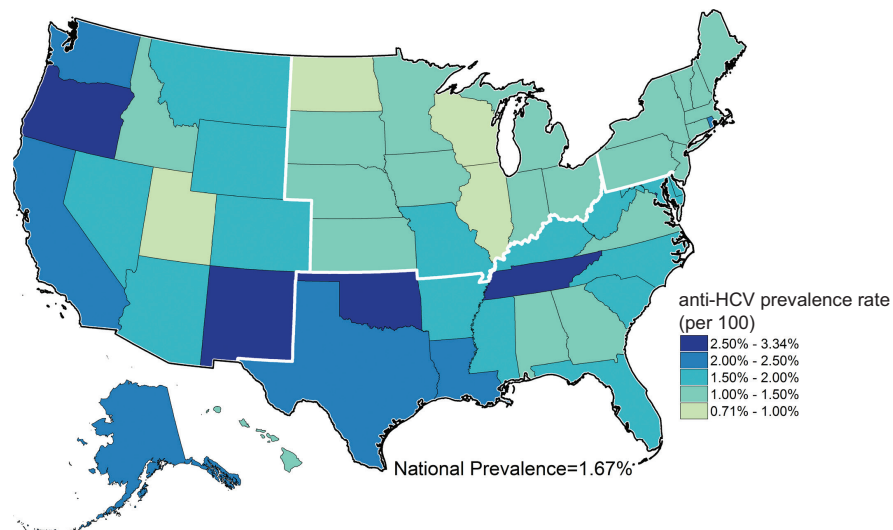 anti-HCV prevalence rate
(per 100)
2.50% - 3.34%
2.00% - 2.50%
1.50% - 2.00%
1.00% - 1.50%
0.71% - 1.00%
National Prevalence=1.67%